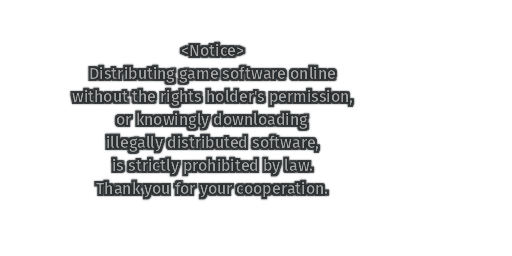 <Notice>
Distributing game software online
without the rights holder's permission,
or knowingly downloading
illegally distributed software,
is strictly prohibited by law.
Thank you for your cooperation.